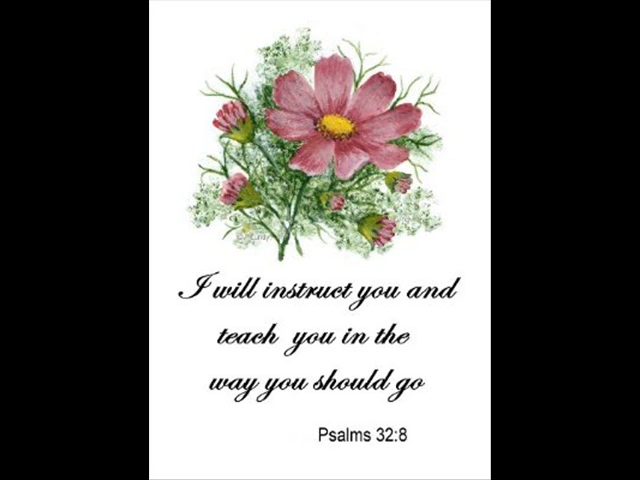 I will instruct you and
teach you in the
way you should go
Psalms 32:8